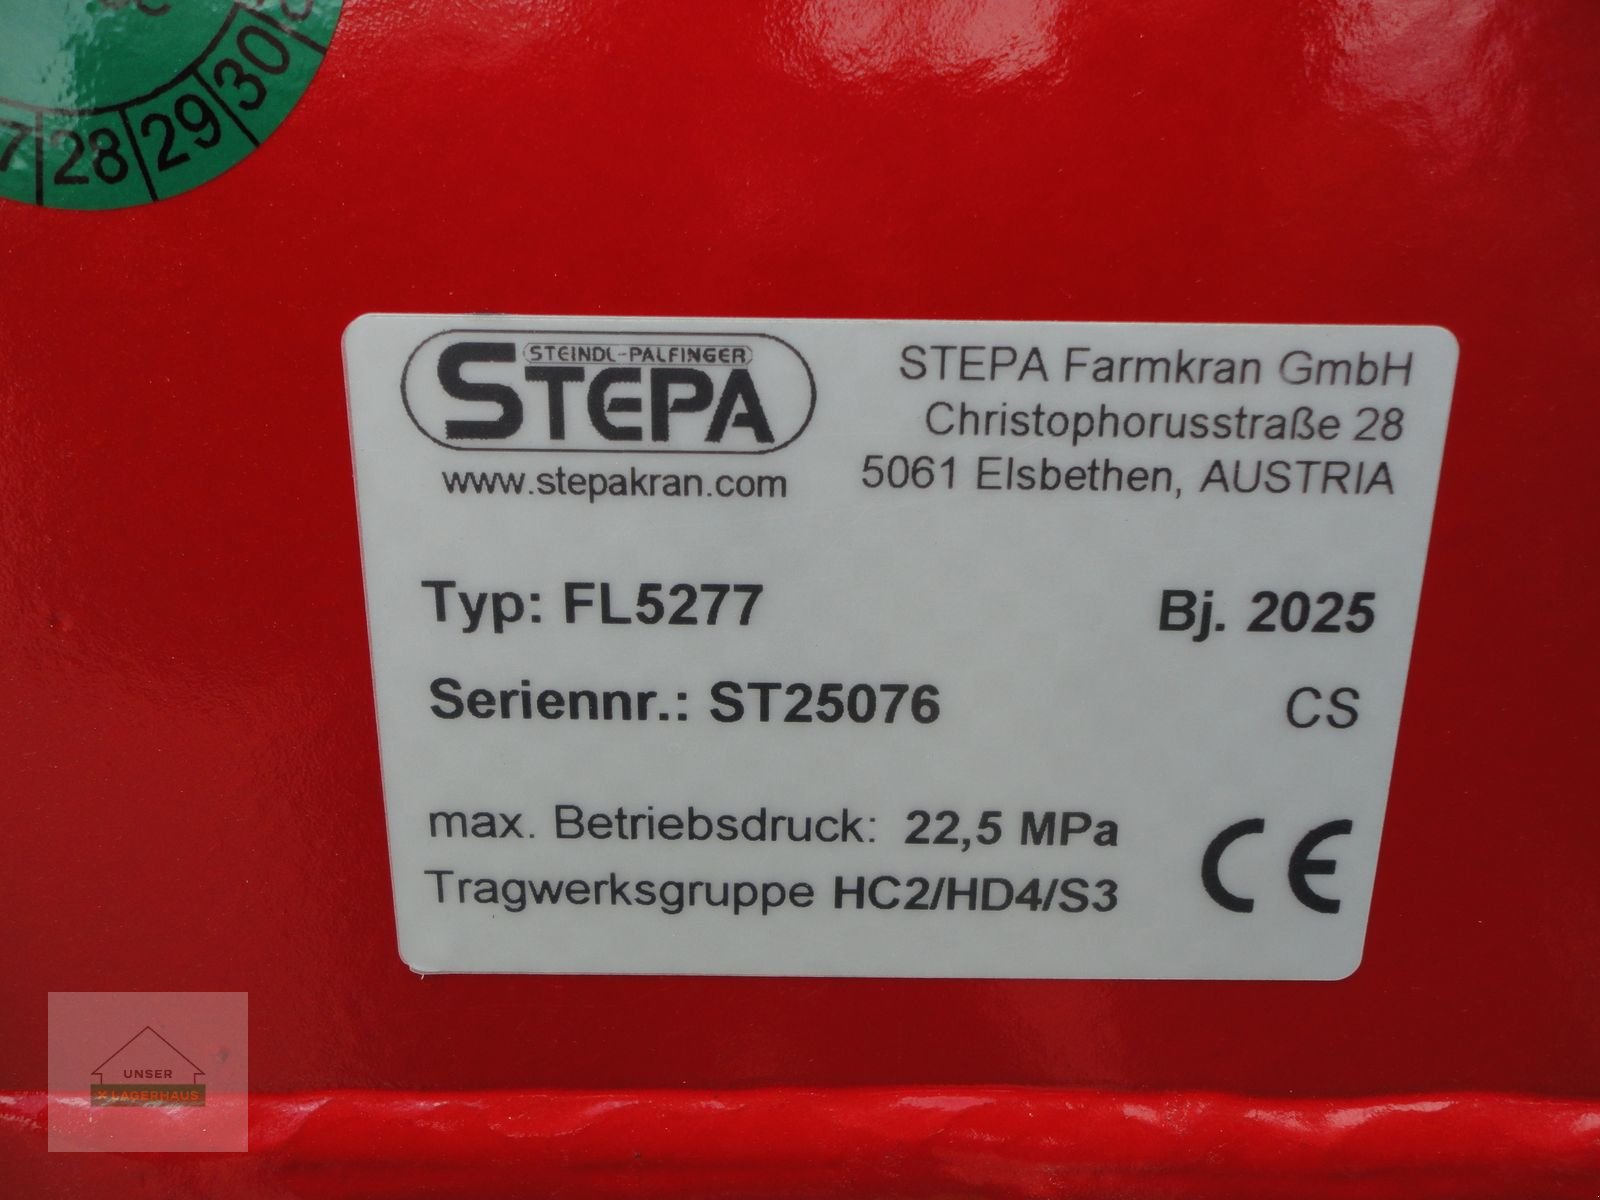 28 29 30
STEINDL-PALFINGER
STEPA
www.stepakran.com
STEPA Farmkran GmbH
Christophorusstraße 28
5061 Elsbethen, AUSTRIA
Typ: FL5277
Bj. 2025
Seriennr.: ST25076
CS
max. Betriebsdruck: 22,5 MPa
Tragwerksgruppe HC2/HD4/S3
CE
UNSER
LAGERHAUS